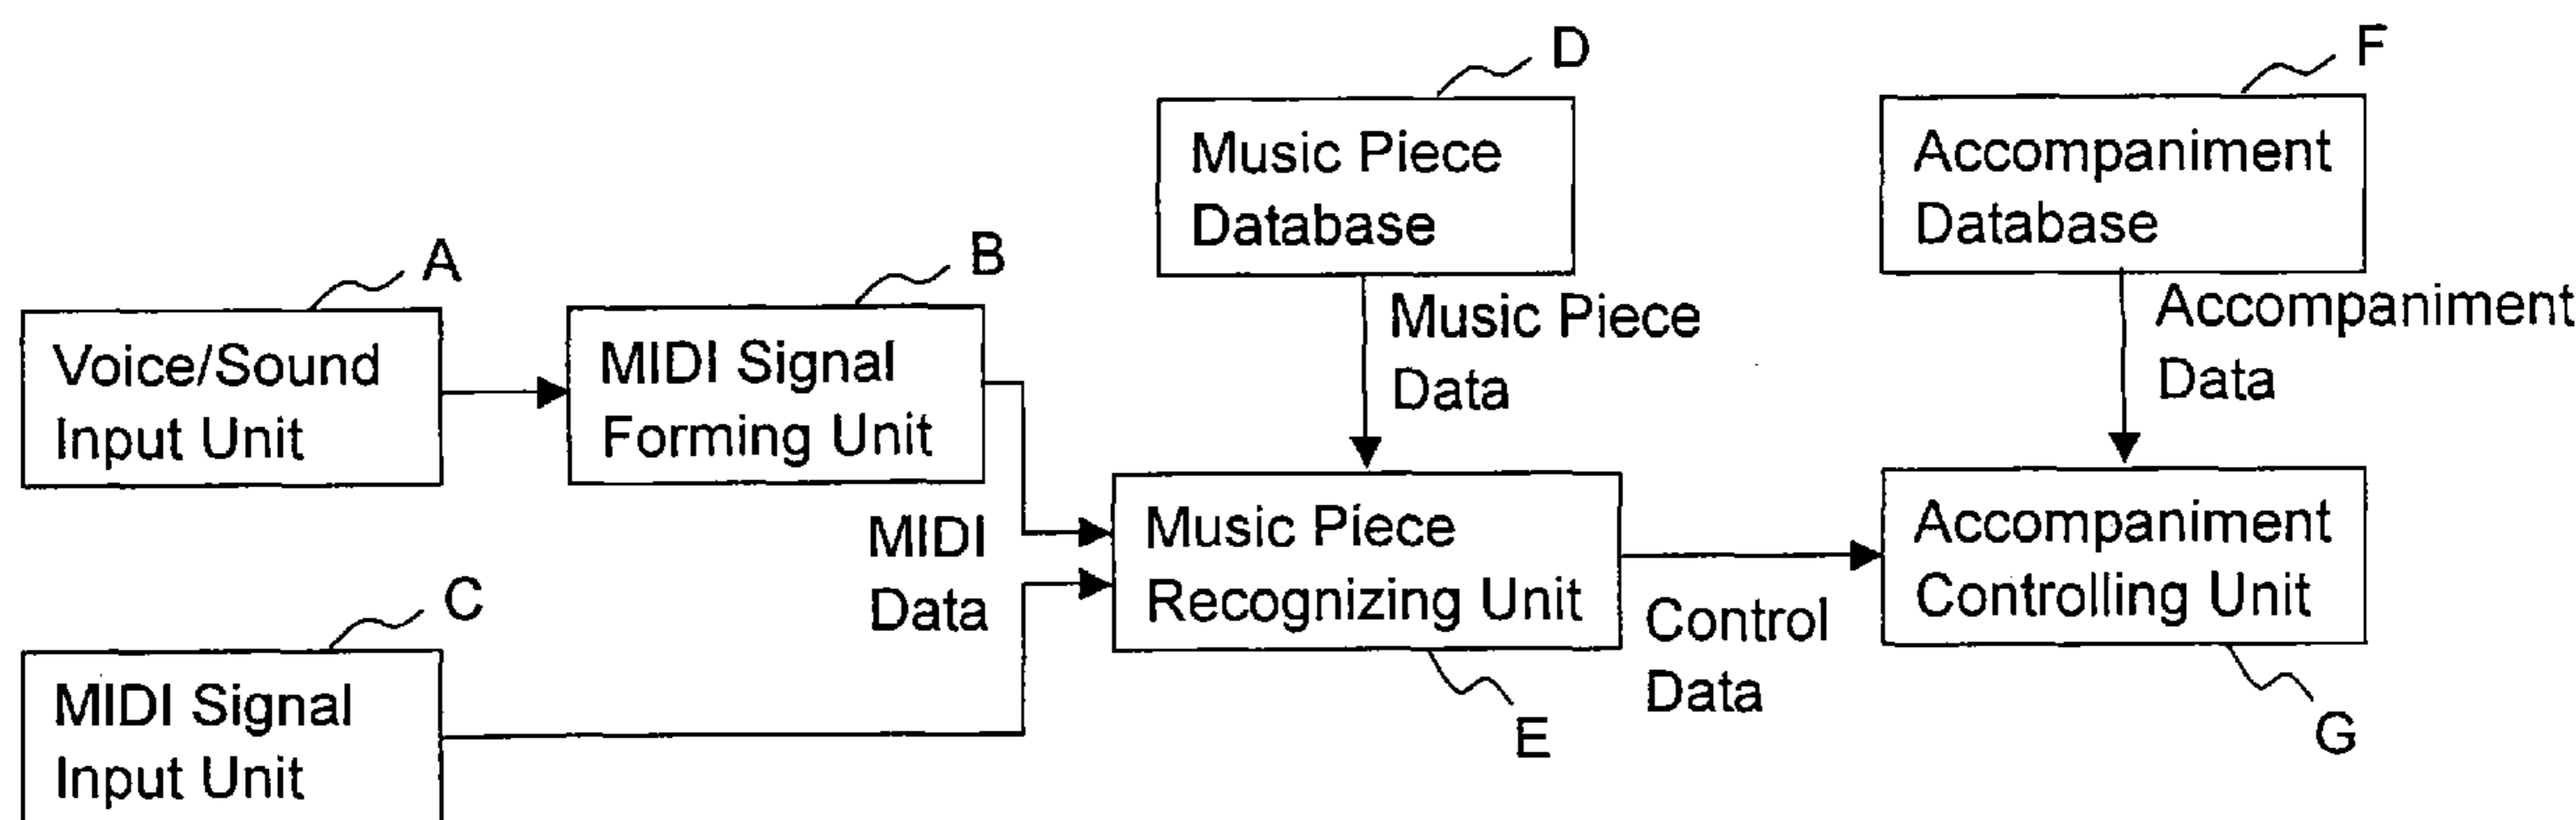 D
F
Music Piece
Database
Accompaniment
Database
A
B
Voice/Sound
Input Unit
MIDI Signal
Forming Unit
Music Piece
Data
Accompaniment
Data
MIDI
Data
C
MIDI Signal
Input Unit
Music Piece
Recognizing Unit
E
Control
Data
Accompaniment
Controlling Unit
G